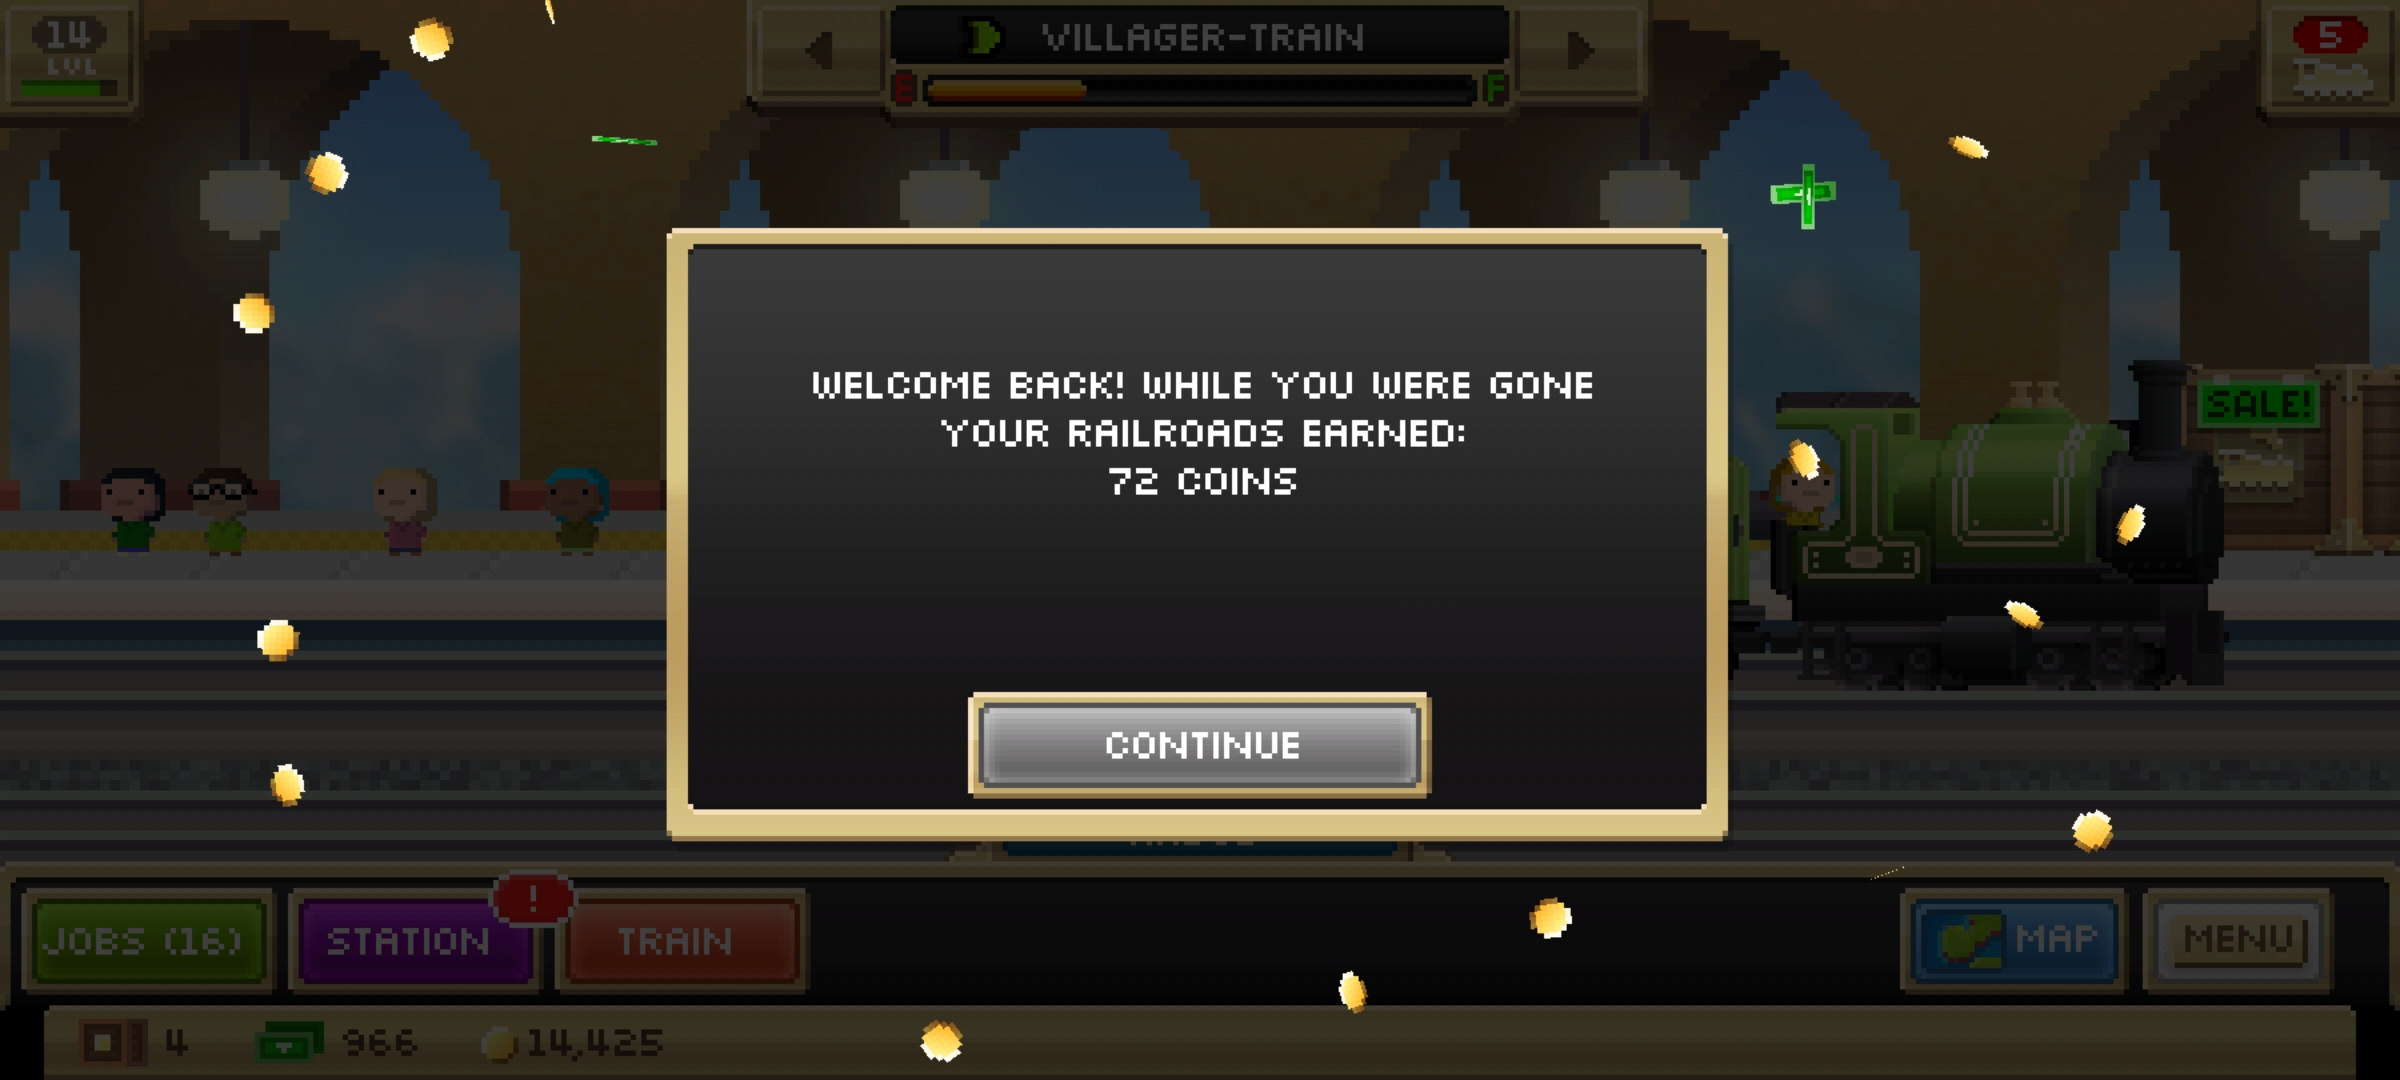 14
LVL
VILLAGER-TRAIN
E
F
5
SALE!
WELCOME BACK! WHILE YOU WERE GONE
YOUR RAILROADS EARNED:
72 COINS
CONTINUE
JOBS (16)
STATION
!
TRAIN
MAP
MENU
4
966
14,425